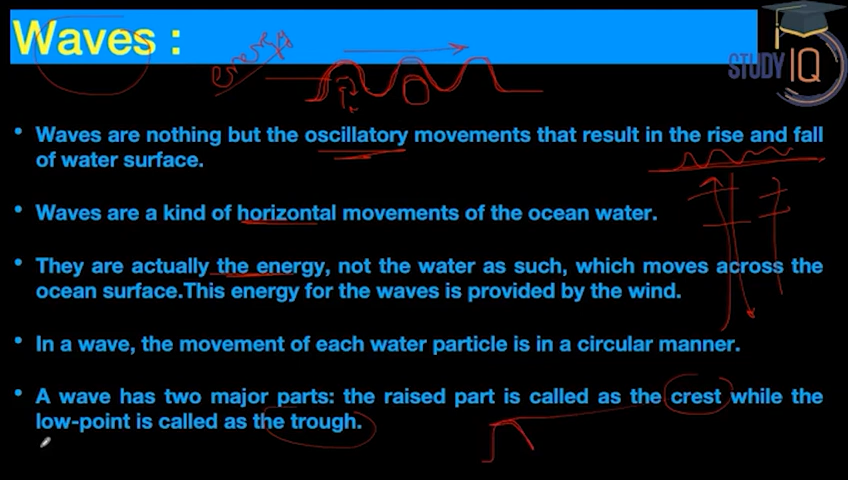 Waves :
energy
STUDY IQ
• Waves are nothing but the oscillatory movements that result in the rise and fall
of water surface.
• Waves are a kind of horizontal movements of the ocean water.
• They are actually the energy, not the water as such, which moves across the
ocean surface.This energy for the waves is provided by the wind.
• In a wave, the movement of each water particle is in a circular manner.
• A wave has two major parts: the raised part is called as the crest while the
low-point is called as the trough.